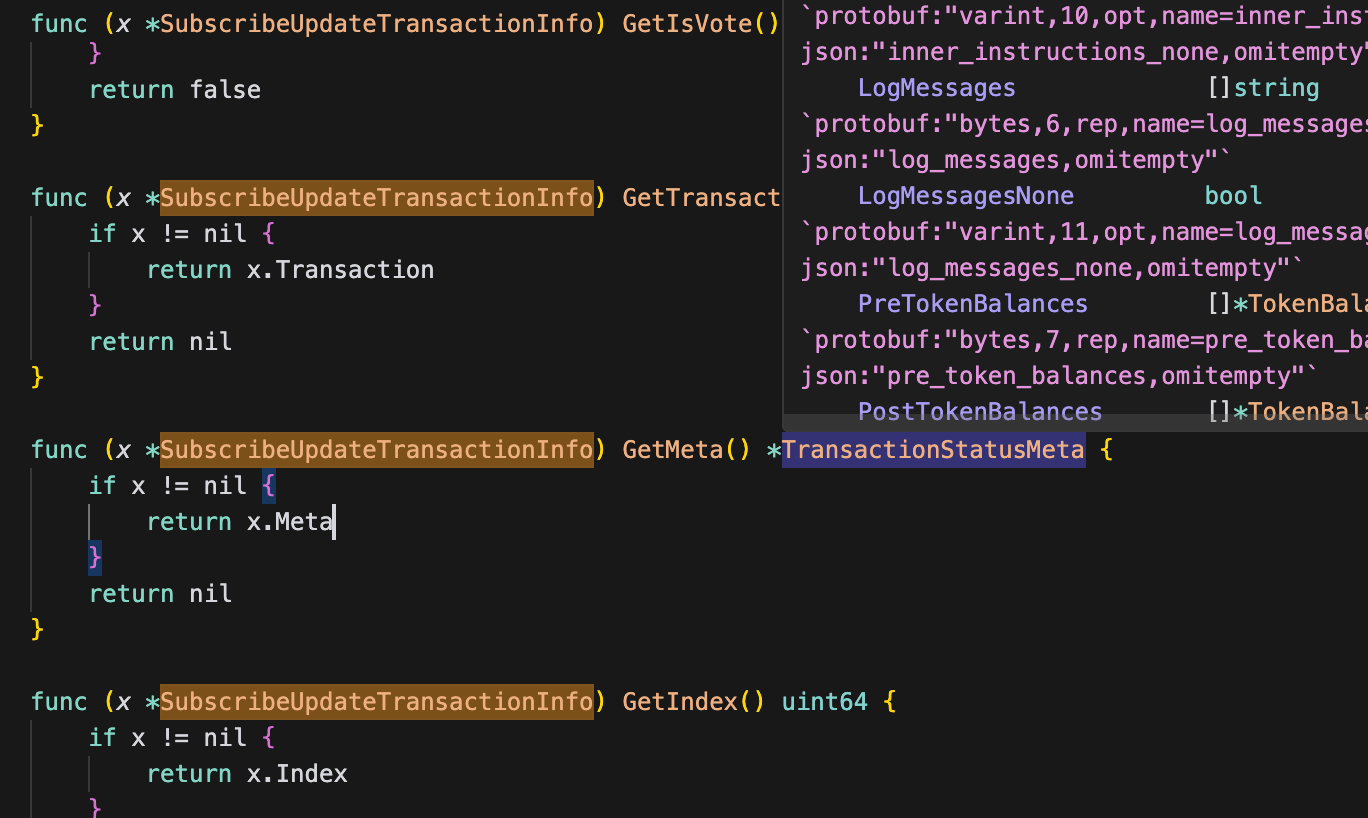 func (x *SubscribeUpdateTransactionInfo) GetIsVote()
}
return false
}
func (x *SubscribeUpdateTransactionInfo) GetTransact
if x != nil {
return x.Transaction
}
return nil
}
func (x *SubscribeUpdateTransactionInfo) GetMeta() *TransactionStatusMeta {
if x != nil {
return x.Meta
}
return nil
}
func (x *SubscribeUpdateTransactionInfo) GetIndex() uint64 {
if x != nil {
return x.Index
}
`protobuf:"varint,10,opt,name=inner_ins
json:"inner_instructions_none,omitempty"
LogMessages []string
`protobuf:"bytes,6,rep,name=log_messages
json:"log_messages,omitempty"`
LogMessagesNone bool
`protobuf:"varint,11,opt,name=log_messag
json:"log_messages_none,omitempty"`
PreTokenBalances []*TokenBala
`protobuf:"bytes,7,rep,name=pre_token_ba
json:"pre_token_balances,omitempty"`
PostTokenBalances []*TokenBala